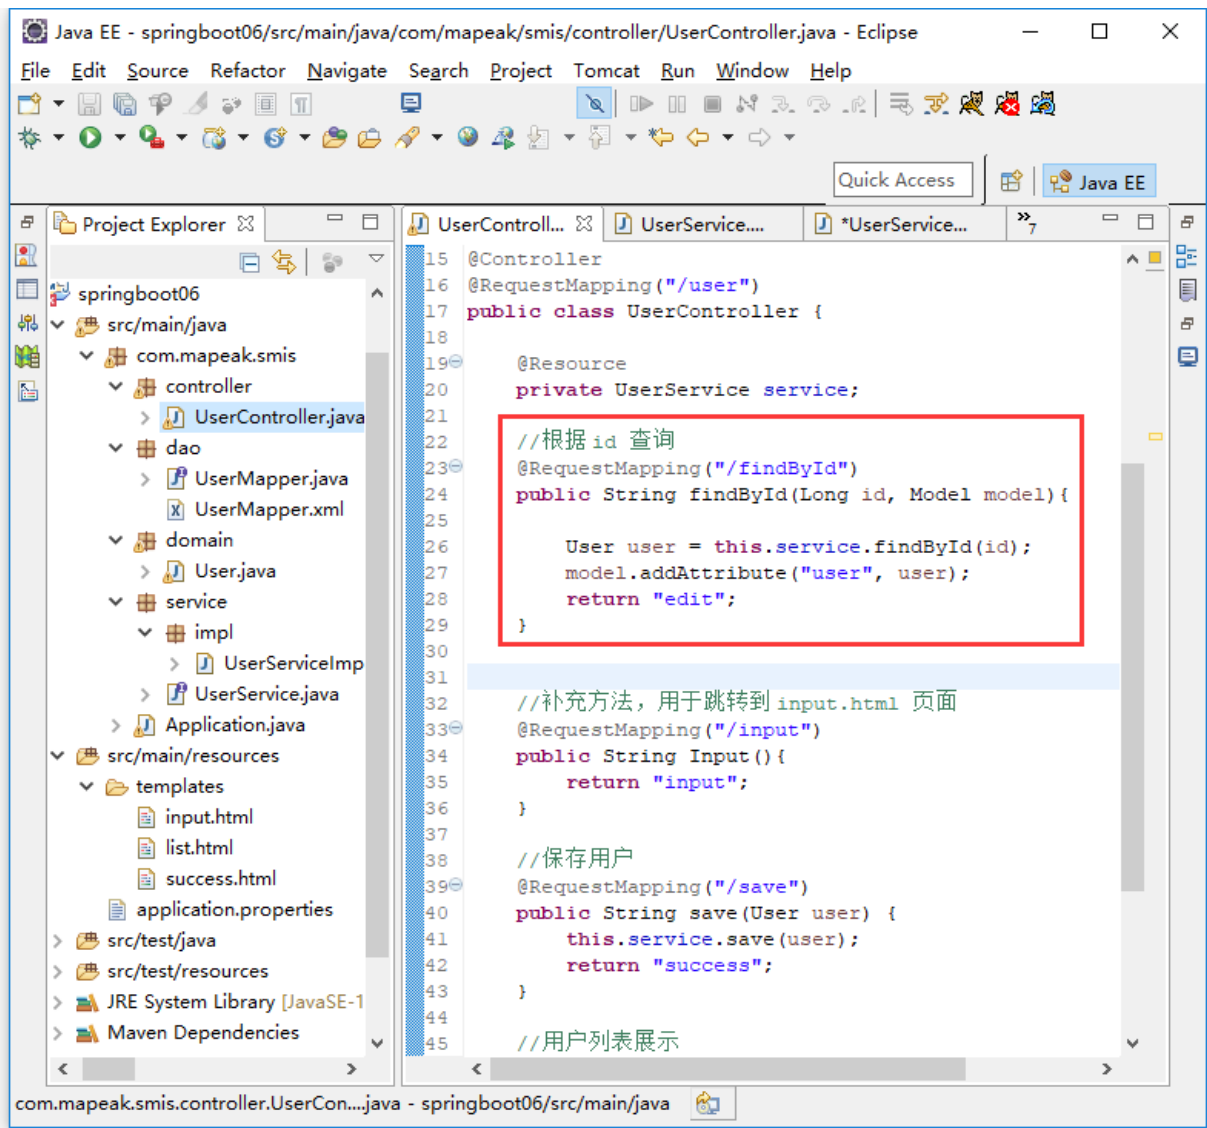 Java EE - springboot06/src/main/java/com/mapeak/smis/controller/UserController.java - Eclipse
File Edit Source Refactor Navigate Search Project Tomcat Run Window Help
Quick Access
Java EE
Project Explorer
springboot06
src/main/java
com.mapeak.smis
controller
UserController.java
dao
UserMapper.java
UserMapper.xml
domain
User.java
service
impl
UserServiceImp
UserService.java
Application.java
src/main/resources
templates
input.html
list.html
success.html
application.properties
src/test/java
src/test/resources
JRE System Library [JavaSE-1
Maven Dependencies
UserControll... UserService.... *UserService... »7
15 @Controller
16 @RequestMapping("/user")
17 public class UserController {
18
19 @Resource
20 private UserService service;
21
22 //根据 id 查询
23 @RequestMapping("/findById")
24 public String findById(Long id, Model model){
25
26 User user = this.service.findById(id);
27 model.addAttribute("user", user);
28 return "edit";
29 }
30
31
32 //补充方法，用于跳转到 input.html 页面
33 @RequestMapping("/input")
34 public String Input(){
35 return "input";
36 }
37
38 //保存用户
39 @RequestMapping("/save")
40 public String save(User user) {
41 this.service.save(user);
42 return "success";
43 }
44
45 //用户列表展示
com.mapeak.smis.controller.UserCon....java - springboot06/src/main/java